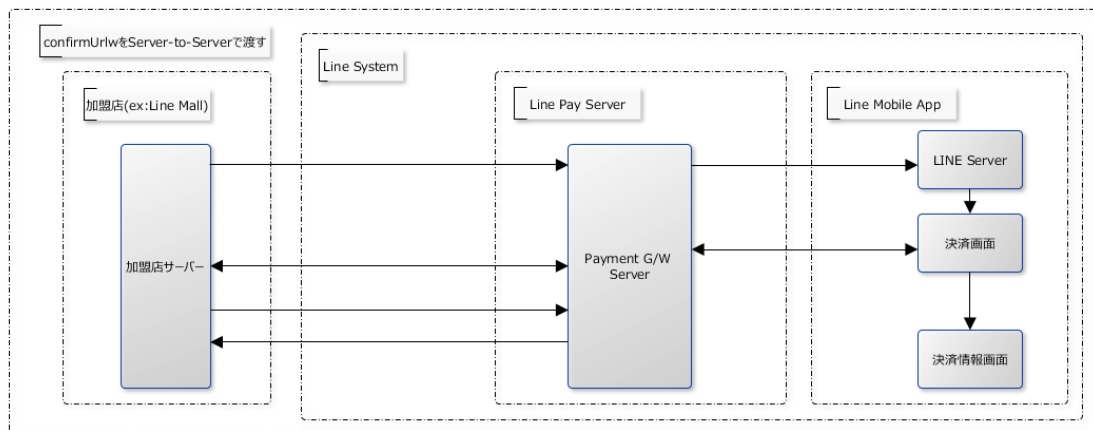 confirmUrlwをServer-to-Serverで渡す
Line System
加盟店(ex:Line Mall)
Line Pay Server
Line Mobile App
LINE Server
加盟店サーバー
Payment G/W
Server
決済画面
決済情報画面